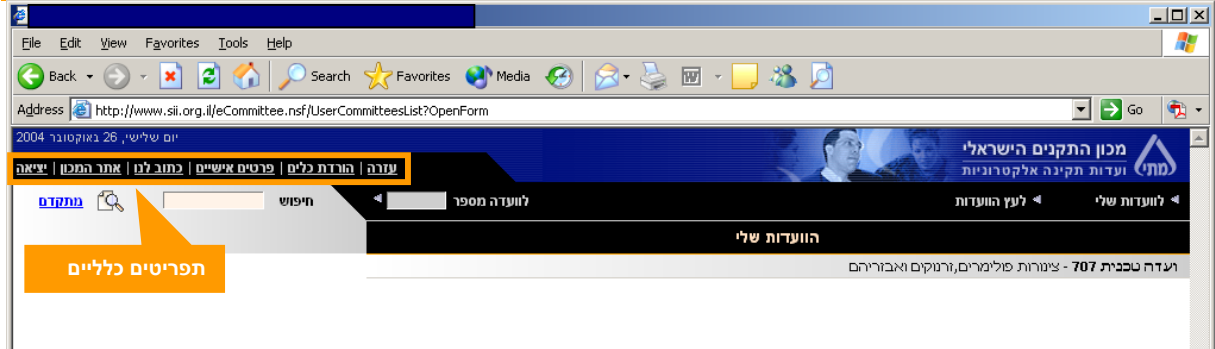 File Edit View Favorites Tools Help
Back Search Favorites Media
Address http://www.sii.org.il/eCommittee.nsf/UserCommitteesList?OpenForm Go
יום שלישי, 26 באוקטובר 2004
מכון התקנים הישראלי
מתי
ועדות תקינה אלקטרוניות
עזרה | הורדת כלים | פרטים אישיים | כתוב לנו | אתר המכון | יציאה
לוועדות שלי לעץ הוועדות לוועדה מספר חיפוש מתקדם
הוועדות שלי
תפריטים כלליים
ועדה טכנית 707 - צינורות פולימרים,זרנוקים ואבזריהם